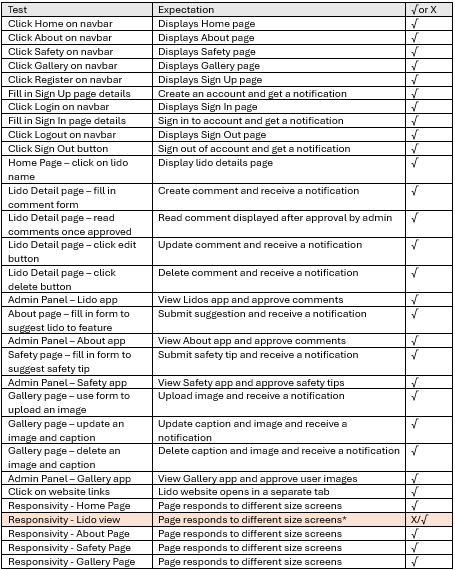 Test Expectation √or X
Click Home on navbar Displays Home page √
Click About on navbar Displays About page √
Click Safety on navbar Displays Safety page √
Click Gallery on navbar Displays Gallery page √
Click Register on navbar Displays Sign Up page √
Fill in Sign Up page details Create an account and get a notification √
Click Login on navbar Displays Sign In page √
Fill in Sign In page details Sign in to account and get a notification √
Click Logout on navbar Displays Sign Out page √
Click Sign Out button Sign out of account and get a notification √
Home Page – click on lido Display lido details page √
name
Lido Detail page – fill in Create comment and receive a notification √
comment form
Lido Detail page – read Read comment displayed after approval by admin √
comments once approved
Lido Detail page – click edit Update comment and receive a notification √
button
Lido Detail page – click Delete comment and receive a notification √
delete button
Admin Panel – Lido app View Lidos app and approve comments √
About page – fill in form to Submit suggestion and receive a notification √
suggest lido to feature
Admin Panel – About app View About app and approve comments √
Safety page – fill in form to Submit safety tip and receive a notification √
suggest safety tip
Admin Panel – Safety app View Safety app and approve safety tips √
Gallery page – use form to Upload image and receive a notification √
upload an image
Gallery page – update an Update caption and image and receive a √
image and caption notification
Gallery page – delete an Delete caption and image and receive a notification √
image and caption
Admin Panel – Gallery app View Gallery app and approve user images √
Click on website links Lido website opens in a separate tab √
Responsivity - Home Page Page responds to different size screens √
Responsivity - Lido view Page responds to different size screens* X/√
Responsivity - About Page Page responds to different size screens √
Responsivity - Safety Page Page responds to different size screens √
Responsivity - Gallery Page Page responds to different size screens √